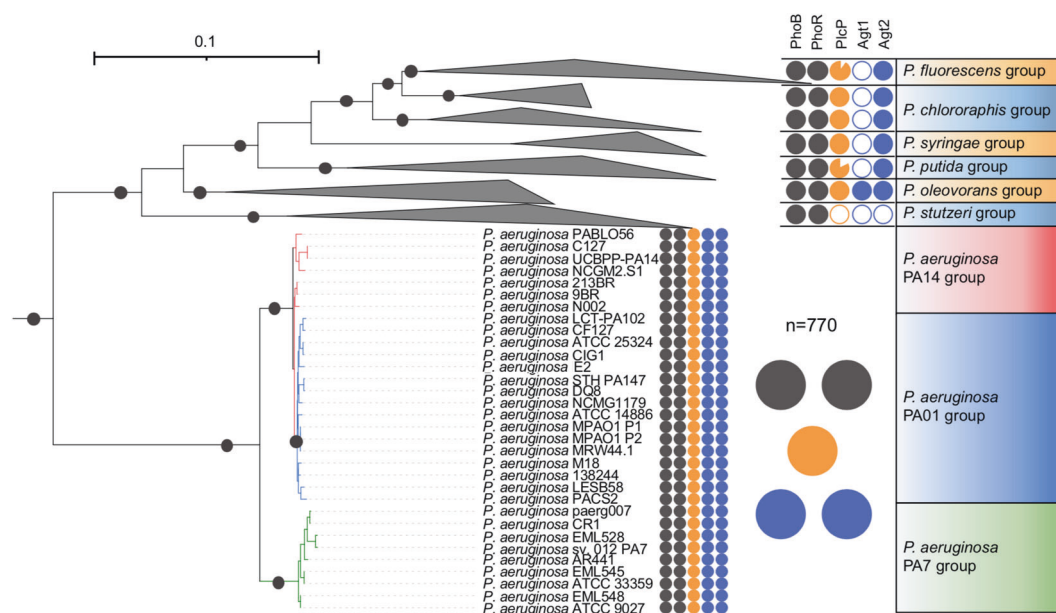 0.1
PhoB
PhoR
PlcP
Agt1
Agt2
P. fluorescens group
P. chlororaphis group
P. syringae group
P. putida group
P. oleovorans group
P. stutzeri group
P. aeruginosa PABLO56
P. aeruginosa C127
P. aeruginosa UCBPP-PA14
P. aeruginosa NCGM2.S1
P. aeruginosa 213BR
P. aeruginosa 9BR
P. aeruginosa N002
P. aeruginosa LCT-PA102
P. aeruginosa CF127
P. aeruginosa ATCC 25324
P. aeruginosa CIG1
P. aeruginosa E2
P. aeruginosa STH PA147
P. aeruginosa DQ8
P. aeruginosa NCMG1179
P. aeruginosa ATCC 14886
P. aeruginosa MPAO1 P1
P. aeruginosa MPAO1 P2
P. aeruginosa MRW44.1
P. aeruginosa M18
P. aeruginosa 138244
P. aeruginosa LESB58
P. aeruginosa PACS2
P. aeruginosa paerg007
P. aeruginosa CR1
P. aeruginosa EML528
P. aeruginosa sv_012 PA7
P. aeruginosa AR441
P. aeruginosa EML545
P. aeruginosa ATCC 33359
P. aeruginosa EML548
P. aeruginosa ATCC 9027
n=770
P. aeruginosa
PA14 group
P. aeruginosa
PA01 group
P. aeruginosa
PA7 group